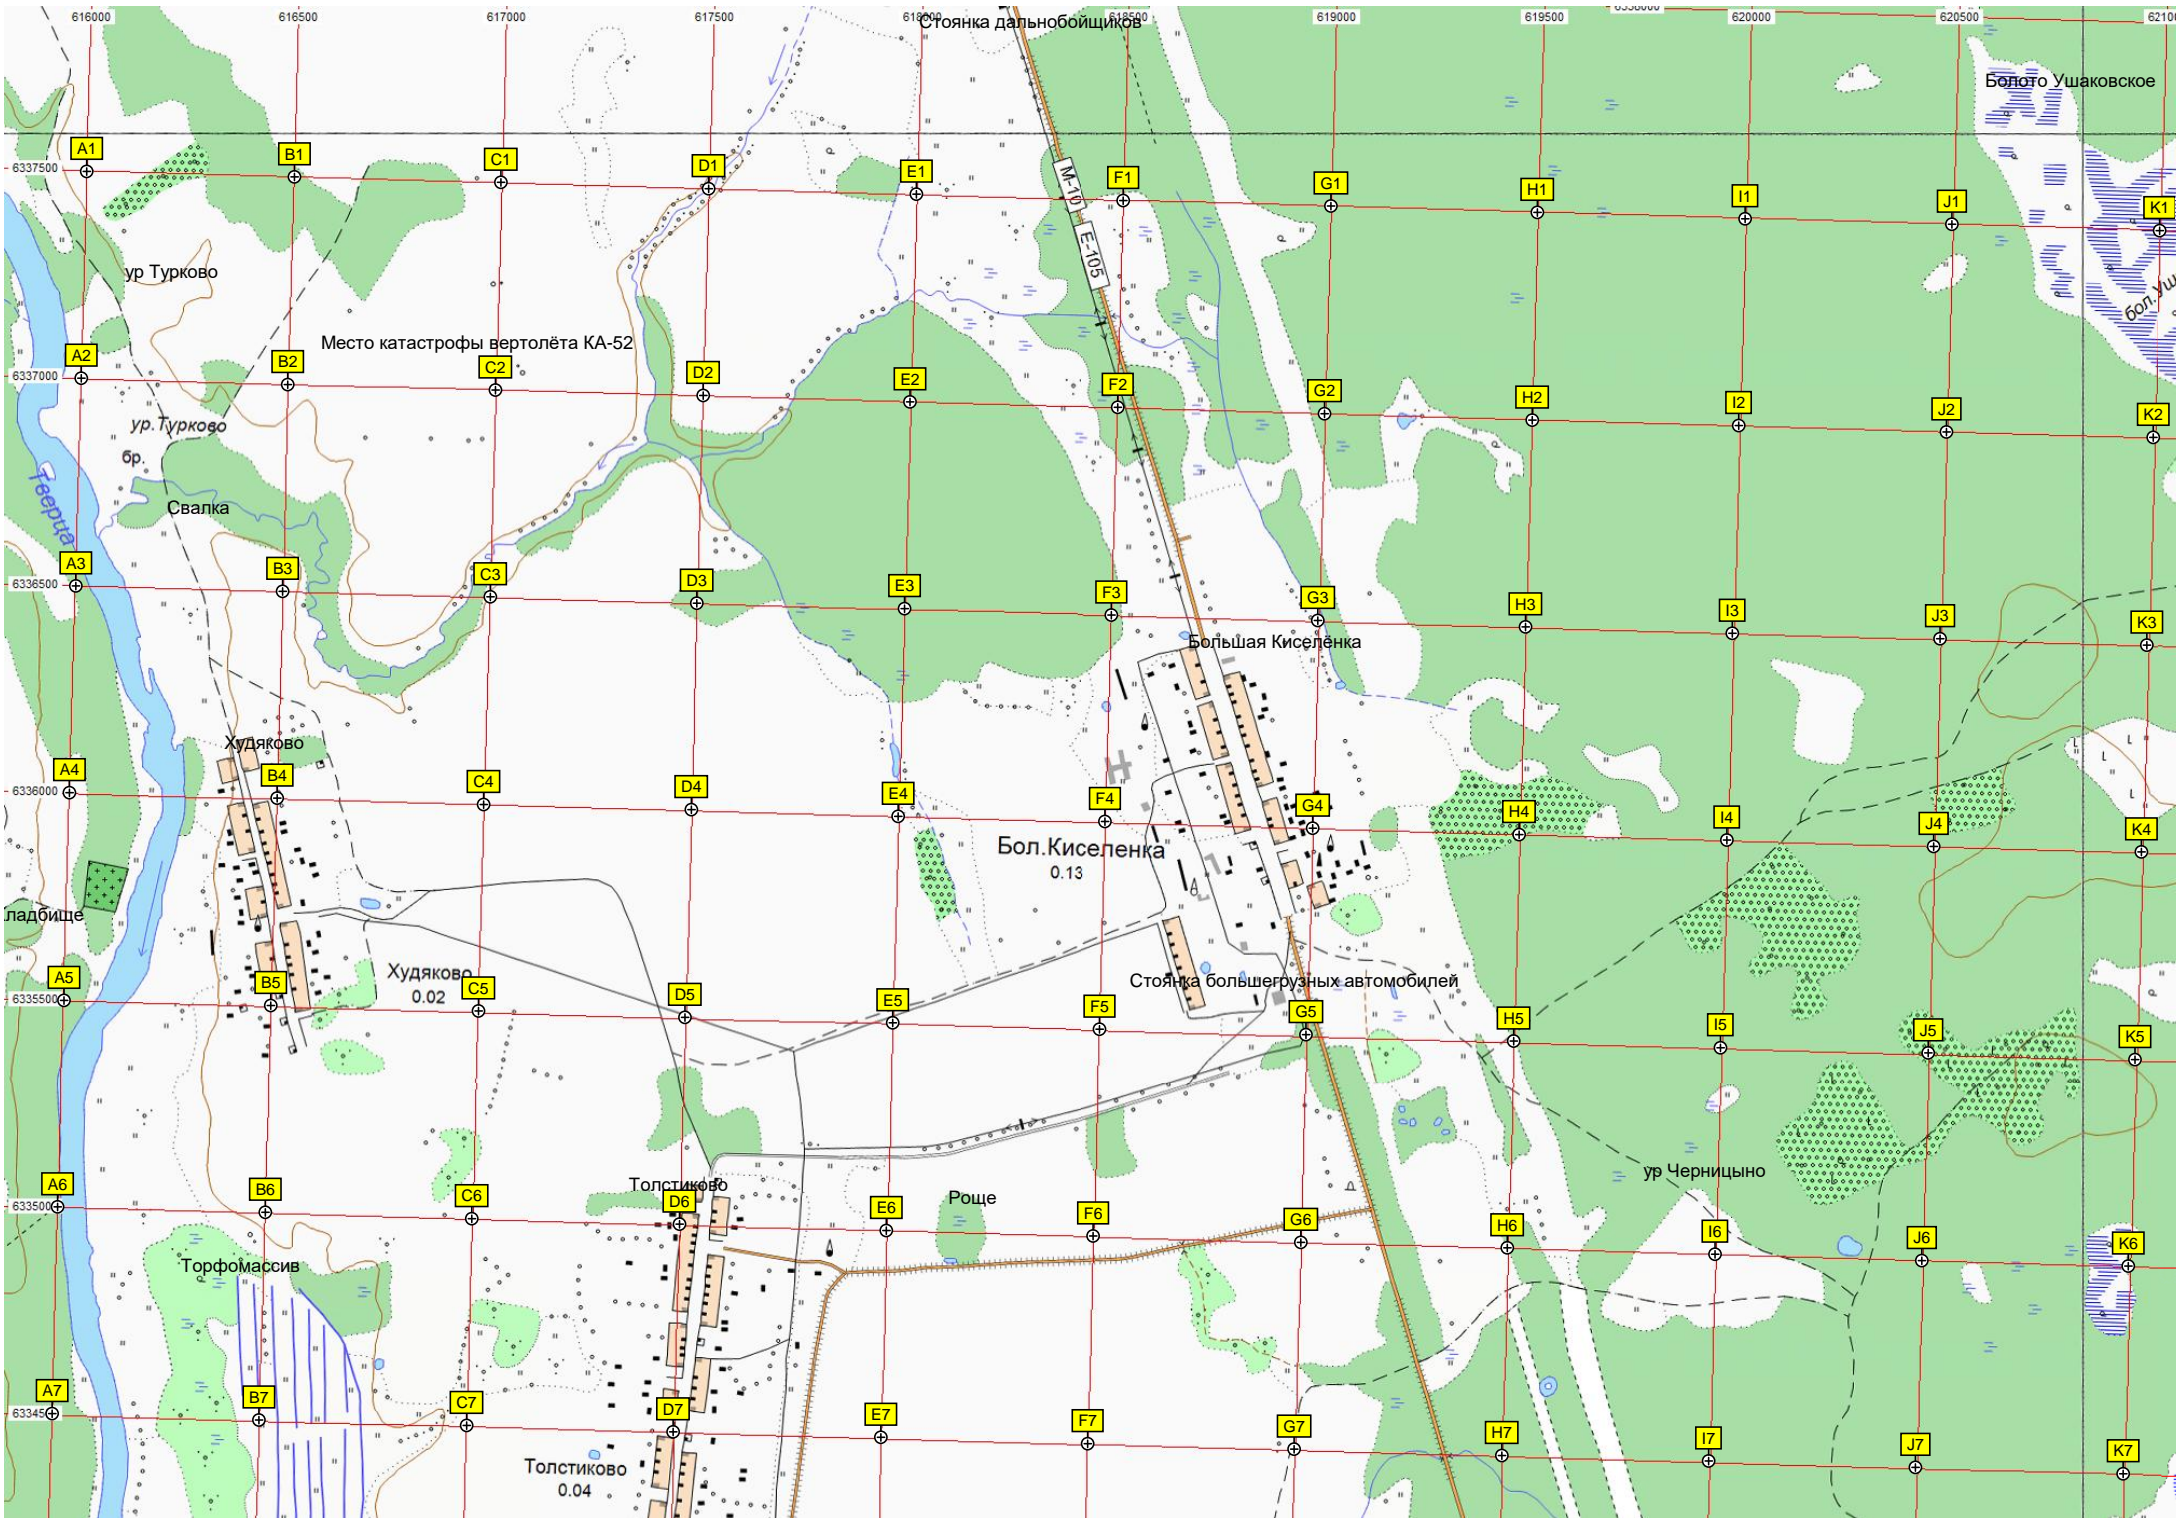 616000 616500 617000 617500 618000 618500 619000 619500 620000 620500
Стоянка дальнобойщиков
Болото Ушаковское
A1 B1 C1 D1 E1 F1 G1 H1 I1 J1 K1
6337500
М-10
E-105
ур Турково
бол.Уш
Место катастрофы вертолёта КА-52
A2 B2 C2 D2 E2 F2 G2 H2 I2 J2 K2
6337000
ур.Турково
бр.
Тверца
Свалка
A3 B3 C3 D3 E3 F3 G3 H3 I3 J3 K3
6336500
Большая Киселёнка
Худяково
A4 B4 C4 D4 E4 F4 G4 H4 I4 J4 K4
6336000
Бол.Киселенка
0.13
ладбище
Худяково
0.02
Стоянка большегрузных автомобилей
A5 B5 C5 D5 E5 F5 G5 H5 I5 J5 K5
6335500
ур Черницыно
Толстиково
Роще
A6 B6 C6 D6 E6 F6 G6 H6 I6 J6 K6
6335000
Торфомассив
A7 B7 C7 D7 E7 F7 G7 H7 I7 J7 K7
63345
Толстиково
0.04